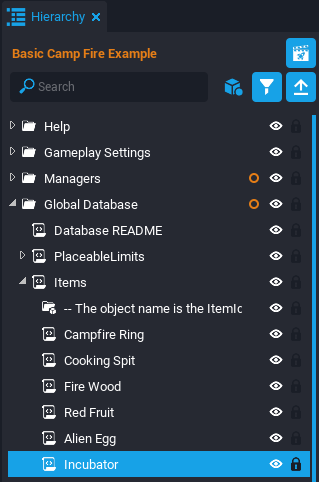 Hierarchy
Basic Camp Fire Example
Search
Help
Gameplay Settings
Managers
Global Database
Database README
PlaceableLimits
Items
-- The object name is the ItemId
Campfire Ring
Cooking Spit
Fire Wood
Red Fruit
Alien Egg
Incubator